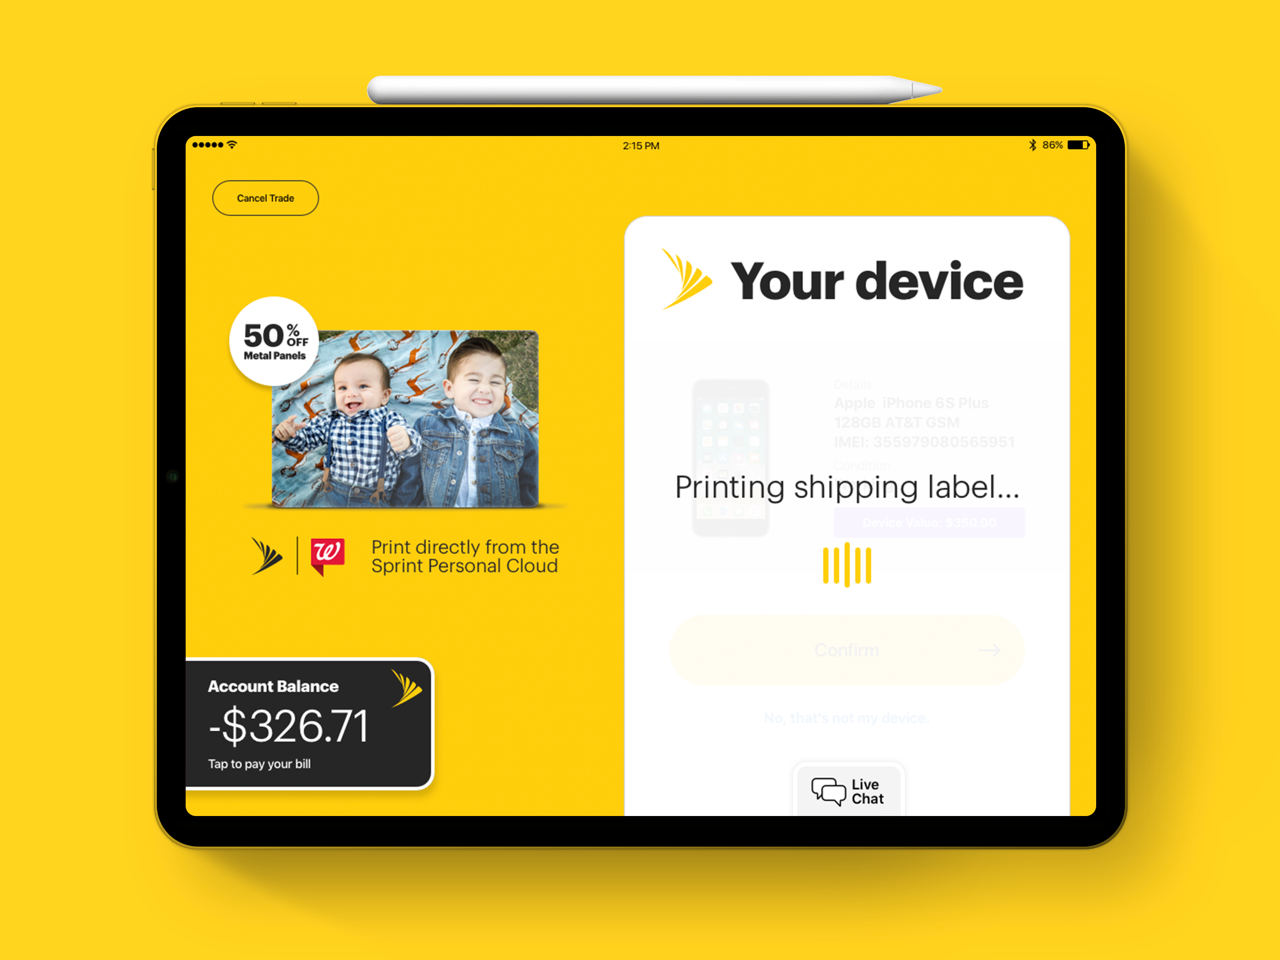 2:15 PM
86%
Cancel Trade
50% OFF
Metal Panels
Print directly from the
Sprint Personal Cloud
Account Balance
-$326.71
Tap to pay your bill
Your device
Details
Apple iPhone 6S Plus
128GB AT&T GSM
IMEI: 355979080565951
Condition
Printing shipping label...
Device Value: $350.00
Confirm
No, that's not my device.
Live
Chat